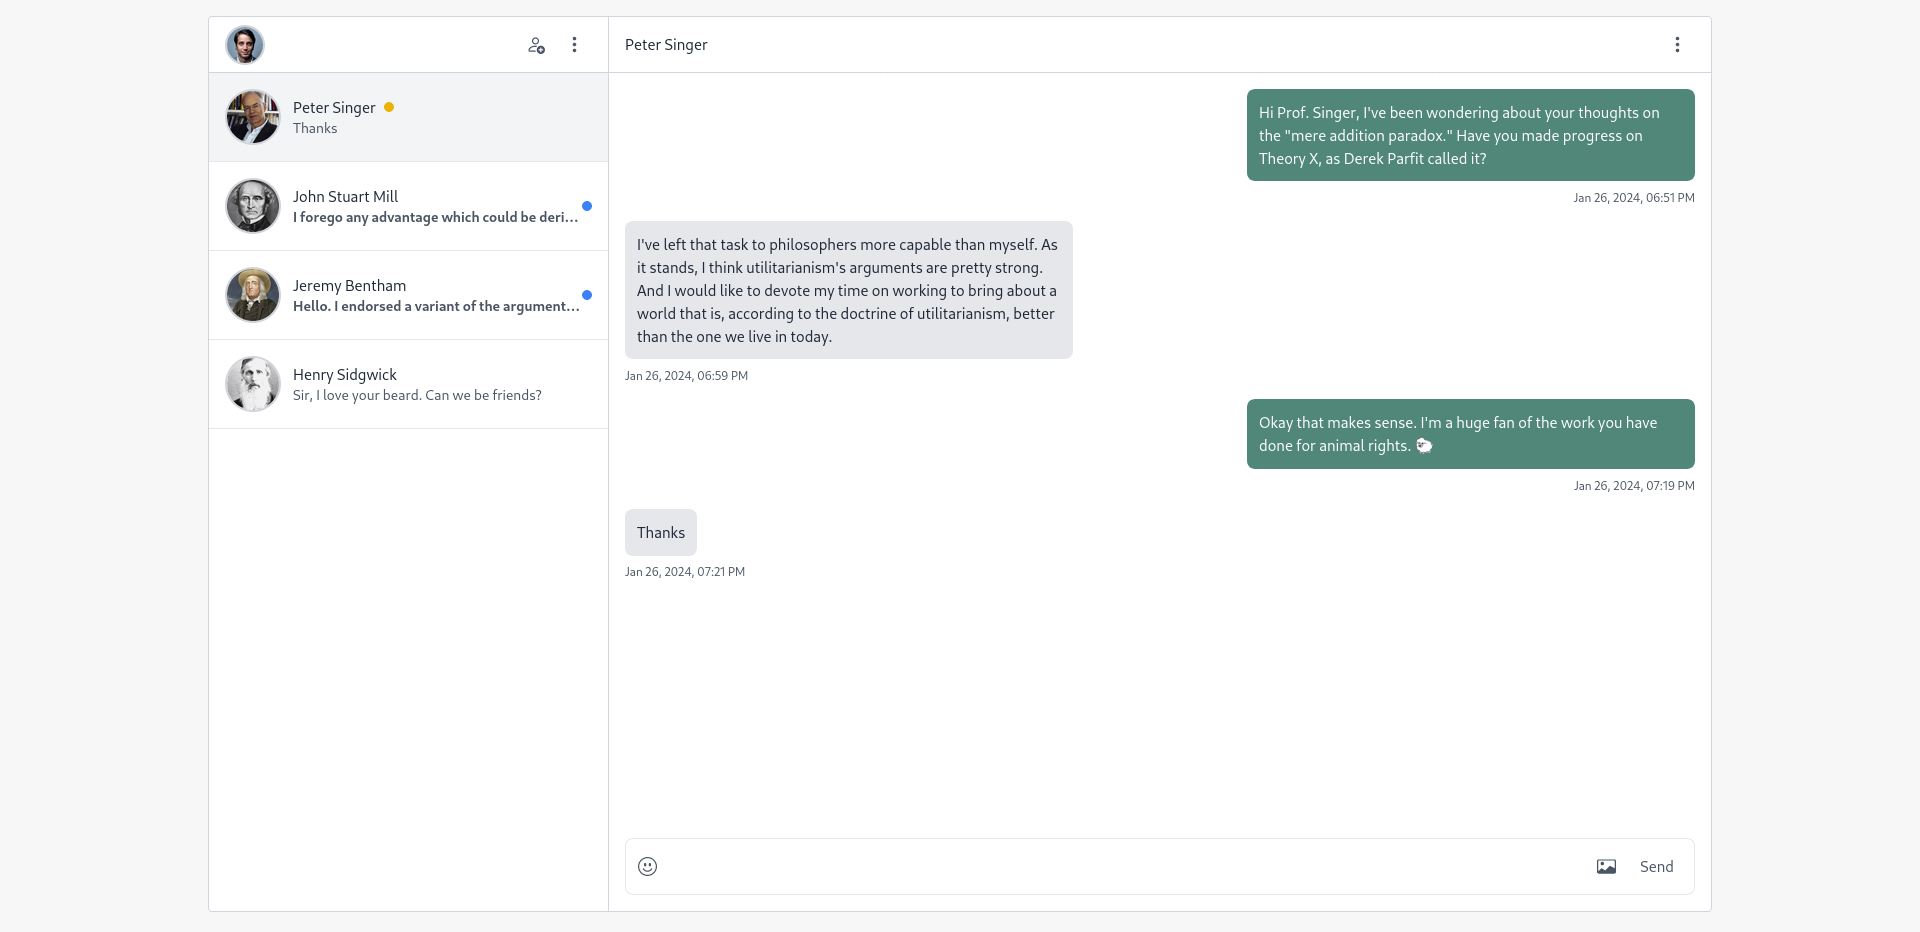 Peter Singer
Thanks
John Stuart Mill
I forego any advantage which could be deri...
Jeremy Bentham
Hello. I endorsed a variant of the argument...
Henry Sidgwick
Sir, I love your beard. Can we be friends?
Peter Singer
Hi Prof. Singer, I've been wondering about your thoughts on
the "mere addition paradox." Have you made progress on
Theory X, as Derek Parfit called it?
Jan 26, 2024, 06:51 PM
I've left that task to philosophers more capable than myself. As
it stands, I think utilitarianism's arguments are pretty strong.
And I would like to devote my time on working to bring about a
world that is, according to the doctrine of utilitarianism, better
than the one we live in today.
Jan 26, 2024, 06:59 PM
Okay that makes sense. I'm a huge fan of the work you have
done for animal rights. 🐑
Jan 26, 2024, 07:19 PM
Thanks
Jan 26, 2024, 07:21 PM
Send